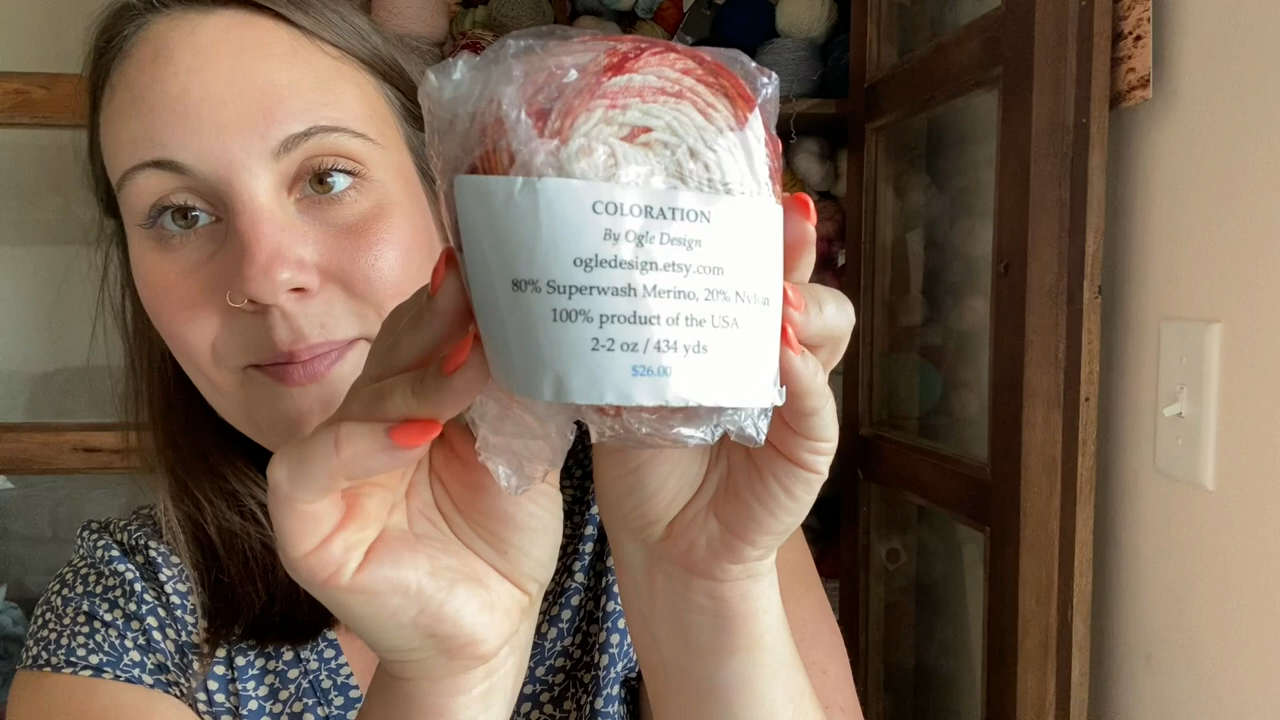 COLORATION
By Ogle Design
ogledesign.etsy.com
80% Superwash Merino, 20% Nylon
100% product of the USA
2-2 oz / 434 yds
$26.00